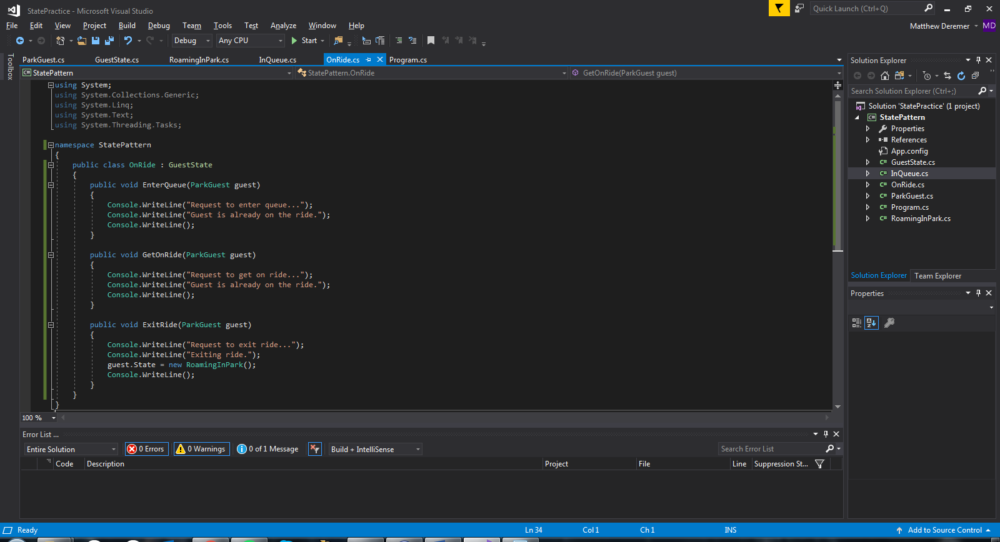 StatePractice - Microsoft Visual Studio
Quick Launch (Ctrl+Q)
File Edit View Project Build Debug Team Tools Test Analyze Window Help
Matthew Deremer MD
Debug Any CPU Start
Toolbox
ParkGuest.cs GuestState.cs RoamingInPark.cs InQueue.cs OnRide.cs Program.cs
C# StatePattern StatePattern.OnRide GetOnRide(ParkGuest guest)
using System;
using System.Collections.Generic;
using System.Linq;
using System.Text;
using System.Threading.Tasks;
namespace StatePattern
{
public class OnRide : GuestState
{
public void EnterQueue(ParkGuest guest)
{
Console.WriteLine("Request to enter queue...");
Console.WriteLine("Guest is already on the ride.");
Console.WriteLine();
}
public void GetOnRide(ParkGuest guest)
{
Console.WriteLine("Request to get on ride...");
Console.WriteLine("Guest is already on the ride.");
Console.WriteLine();
}
public void ExitRide(ParkGuest guest)
{
Console.WriteLine("Request to exit ride...");
Console.WriteLine("Exiting ride.");
guest.State = new RoamingInPark();
Console.WriteLine();
}
}
}
100 %
Solution Explorer
Search Solution Explorer (Ctrl+;)
Solution 'StatePractice' (1 project)
C# StatePattern
Properties
References
App.config
C# GuestState.cs
C# InQueue.cs
C# OnRide.cs
C# ParkGuest.cs
C# Program.cs
C# RoamingInPark.cs
Solution Explorer Team Explorer
Properties
Error List ...
Entire Solution 0 Errors 0 Warnings 0 of 1 Message Build + IntelliSense Search Error List
Code Description Project File Line Suppression St...
Ready Ln 34 Col 1 Ch 1 INS Add to Source Control